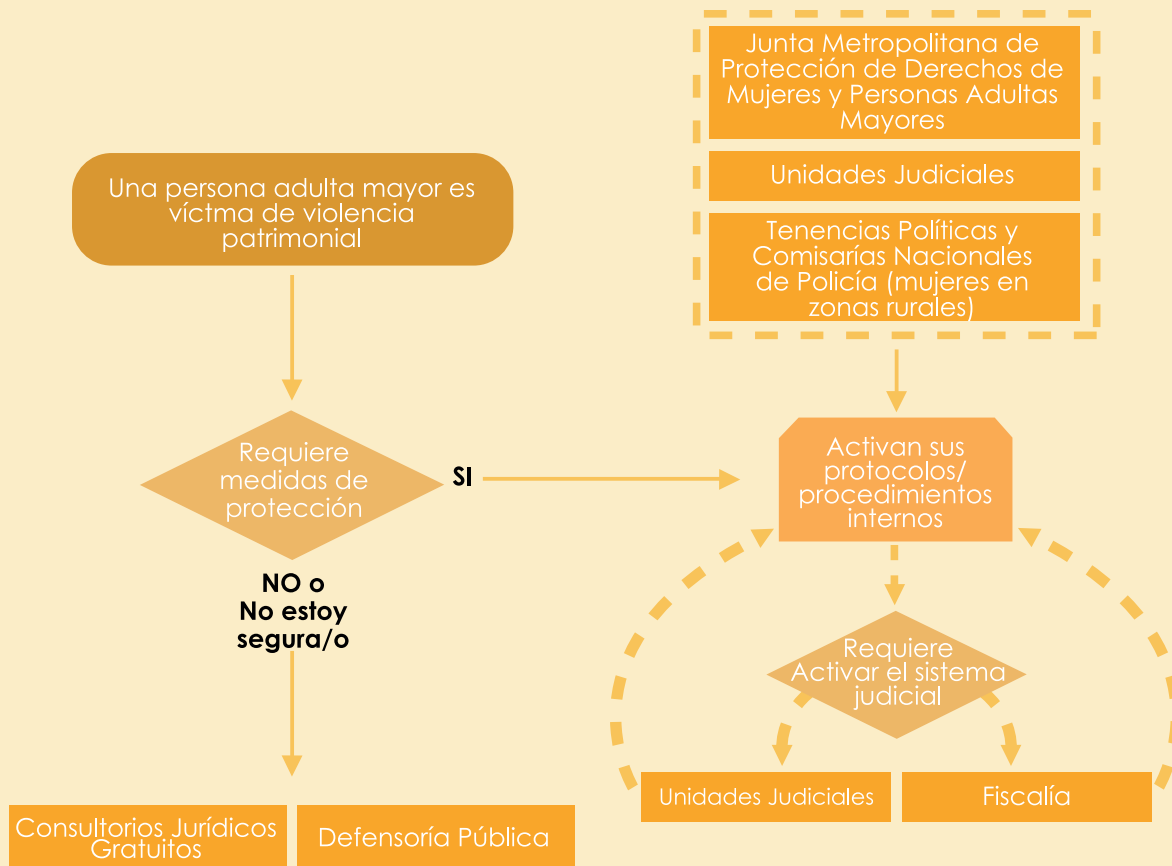 Junta Metropolitana de
Protección de Derechos de
Mujeres y Personas Adultas
Mayores
Unidades Judiciales
Tenencias Políticas y
Comisarías Nacionales
de Policía (mujeres en
zonas rurales)
Una persona adulta mayor es
víctma de violencia
patrimonial
Requiere
medidas de
protección
SI
Activan sus
protocolos/
procedimientos
internos
NO o
No estoy
segura/o
Requiere
Activar el sistema
judicial
Unidades Judiciales
Fiscalía
Consultorios Jurídicos
Gratuitos
Defensoría Pública